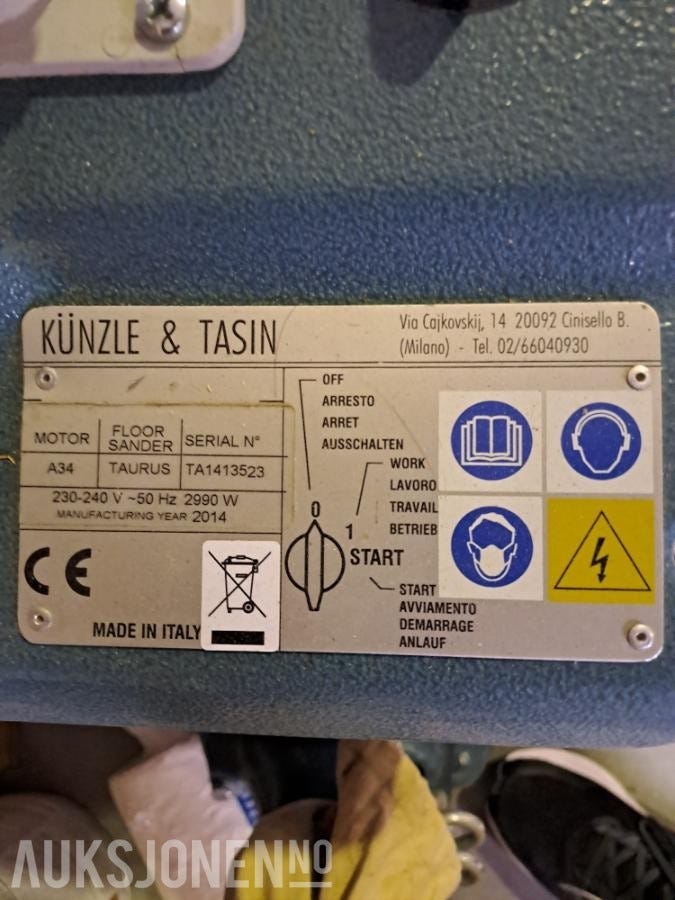 KÜNZLE & TASIN
Via Cajkovskij, 14 20092 Cinisello B.
(Milano) - Tel. 02/66040930
MOTOR FLOOR SANDER SERIAL N°
A34 TAURUS TA1413523
230-240 V ~50 Hz 2990 W
MANUFACTURING YEAR 2014
CE
MADE IN ITALY
OFF
ARRESTO
ARRET
AUSSCHALTEN
WORK
LAVORO
TRAVAIL
BETRIEB
0
1
START
START
AVVIAMENTO
DEMARRAGE
ANLAUF
AUKSJONEN.NO